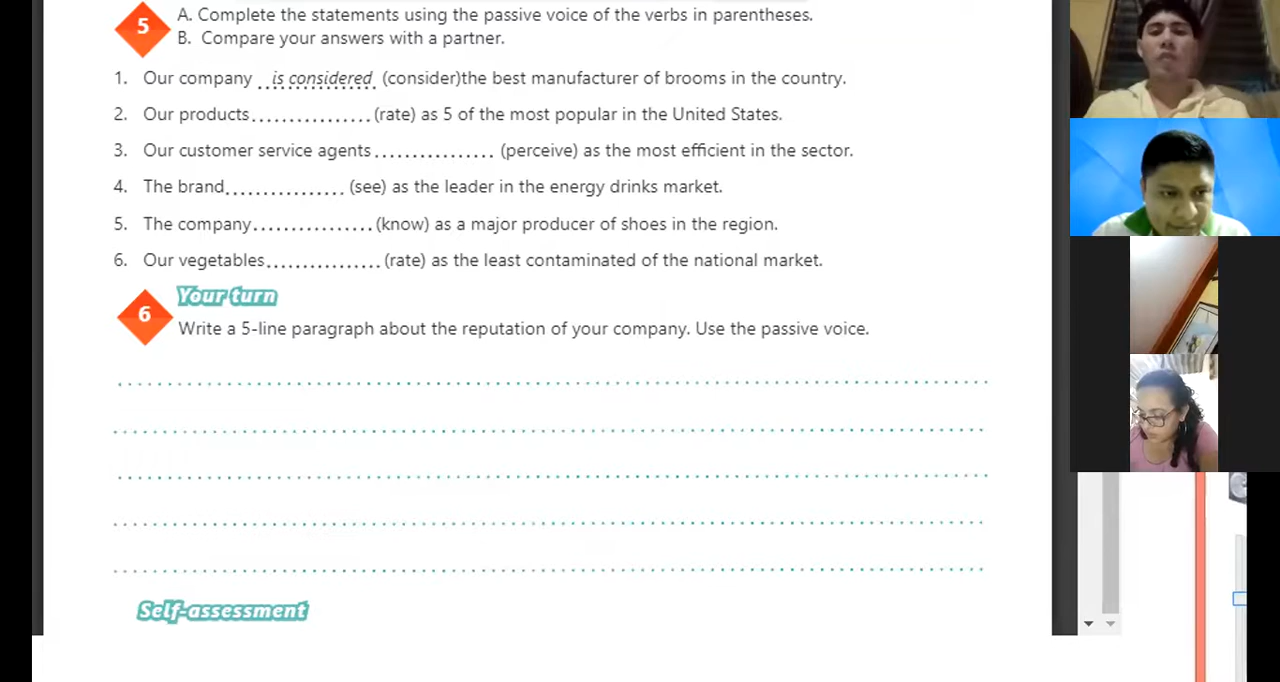 5
A. Complete the statements using the passive voice of the verbs in parentheses.
B. Compare your answers with a partner.
1. Our company ..is considered.. (consider)the best manufacturer of brooms in the country.
2. Our products................(rate) as 5 of the most popular in the United States.
3. Our customer service agents................ (perceive) as the most efficient in the sector.
4. The brand................ (see) as the leader in the energy drinks market.
5. The company................(know) as a major producer of shoes in the region.
6. Our vegetables................(rate) as the least contaminated of the national market.
Your turn
6
Write a 5-line paragraph about the reputation of your company. Use the passive voice.
Self-assessment